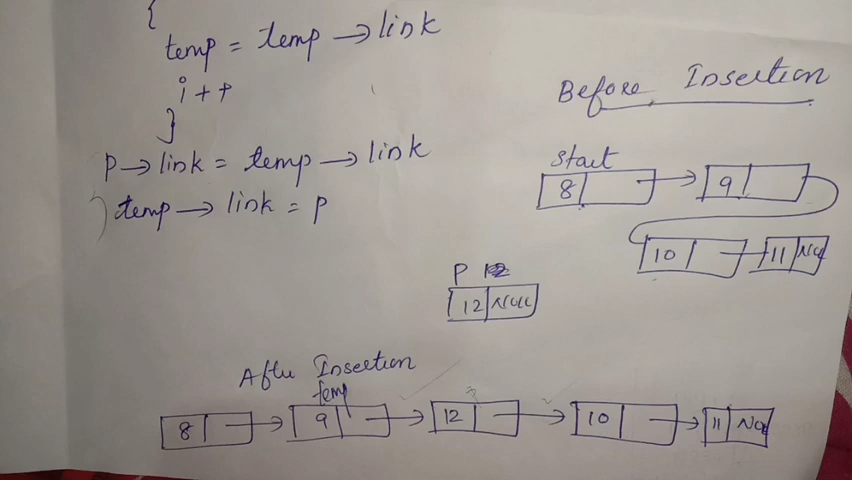 {
temp = temp → link
i++
}
P → link = temp → link
temp → link = P
Before Insertion
Start
8 → 9
10 → 11 Null
P
12 NULL
After Insertion
temp
8 → 9 → 12 → 10 → 11